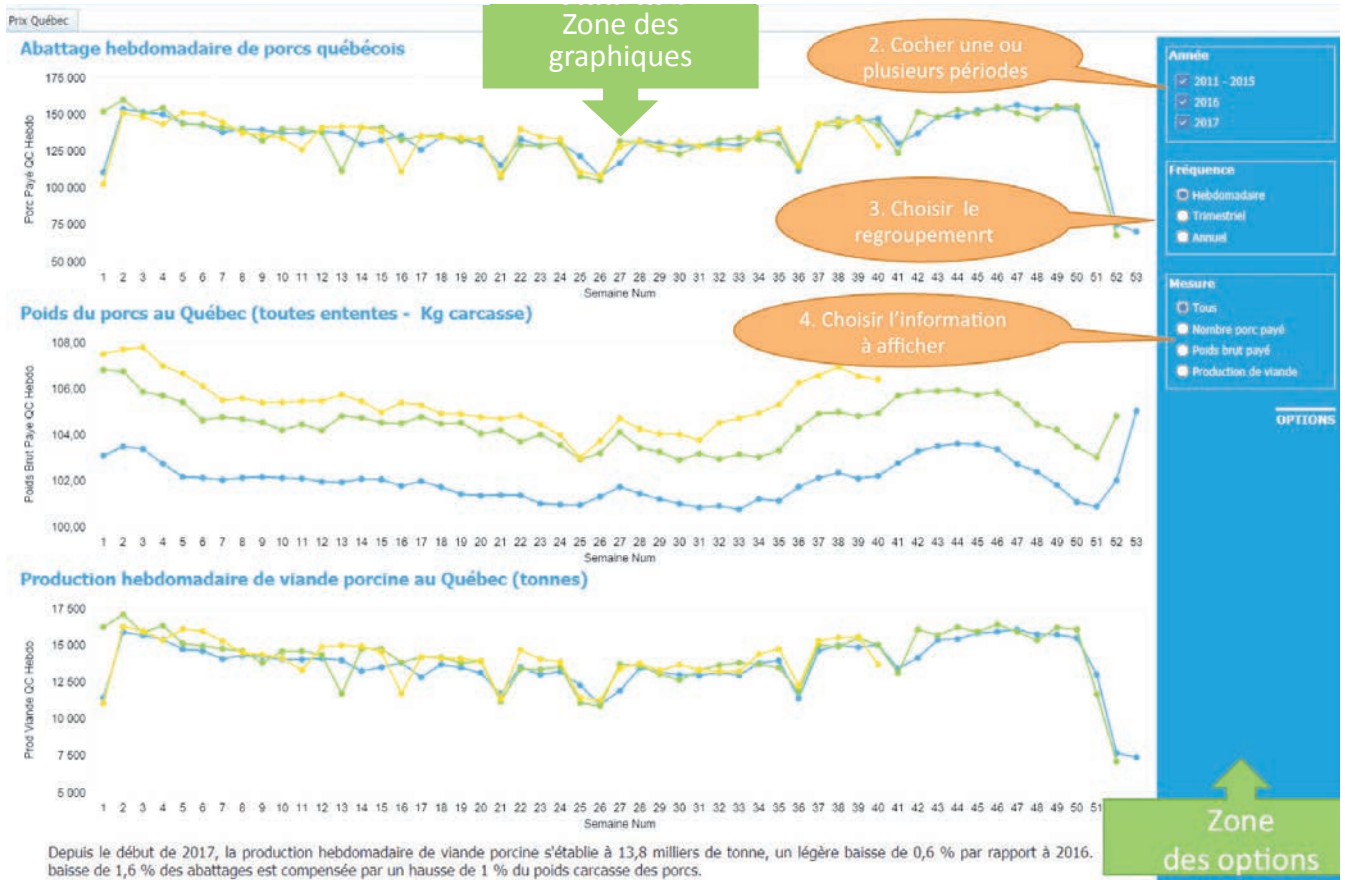 Prix Québec
Zone des
graphiques
Abattage hebdomadaire de porcs québécois
2. Cocher une ou
plusieurs périodes
Année
2011 - 2015
2016
2017
Porc Payé QC Hebdo
175 000
150 000
125 000
100 000
75 000
50 000
1 2 3 4 5 6 7 8 9 10 11 12 13 14 15 16 17 18 19 20 21 22 23 24 25 26 27 28 29 30 31 32 33 34 35 36 37 38 39 40 41 42 43 44 45 46 47 48 49 50 51 52 53
Semaine Num
3. Choisir le
regroupemenrt
Fréquence
Hebdomadaire
Trimestriel
Annuel
Poids du porcs au Québec (toutes ententes - Kg carcasse)
4. Choisir l'information
à afficher
Mesure
Tous
Nombre porc payé
Poids brut payé
Production de viande
OPTIONS
Poids Brut Paye QC Hebdo
108,00
106,00
104,00
102,00
100,00
1 2 3 4 5 6 7 8 9 10 11 12 13 14 15 16 17 18 19 20 21 22 23 24 25 26 27 28 29 30 31 32 33 34 35 36 37 38 39 40 41 42 43 44 45 46 47 48 49 50 51 52 53
Semaine Num
Production hebdomadaire de viande porcine au Québec (tonnes)
Prod Viande QC Hebdo
17 500
15 000
12 500
10 000
7 500
5 000
1 2 3 4 5 6 7 8 9 10 11 12 13 14 15 16 17 18 19 20 21 22 23 24 25 26 27 28 29 30 31 32 33 34 35 36 37 38 39 40 41 42 43 44 45 46 47 48 49 50 51
Semaine Num
Zone
des options
Depuis le début de 2017, la production hebdomadaire de viande porcine s'établie à 13,8 milliers de tonne, un légère baisse de 0,6 % par rapport à 2016.
baisse de 1,6 % des abattages est compensée par un hausse de 1 % du poids carcasse des porcs.